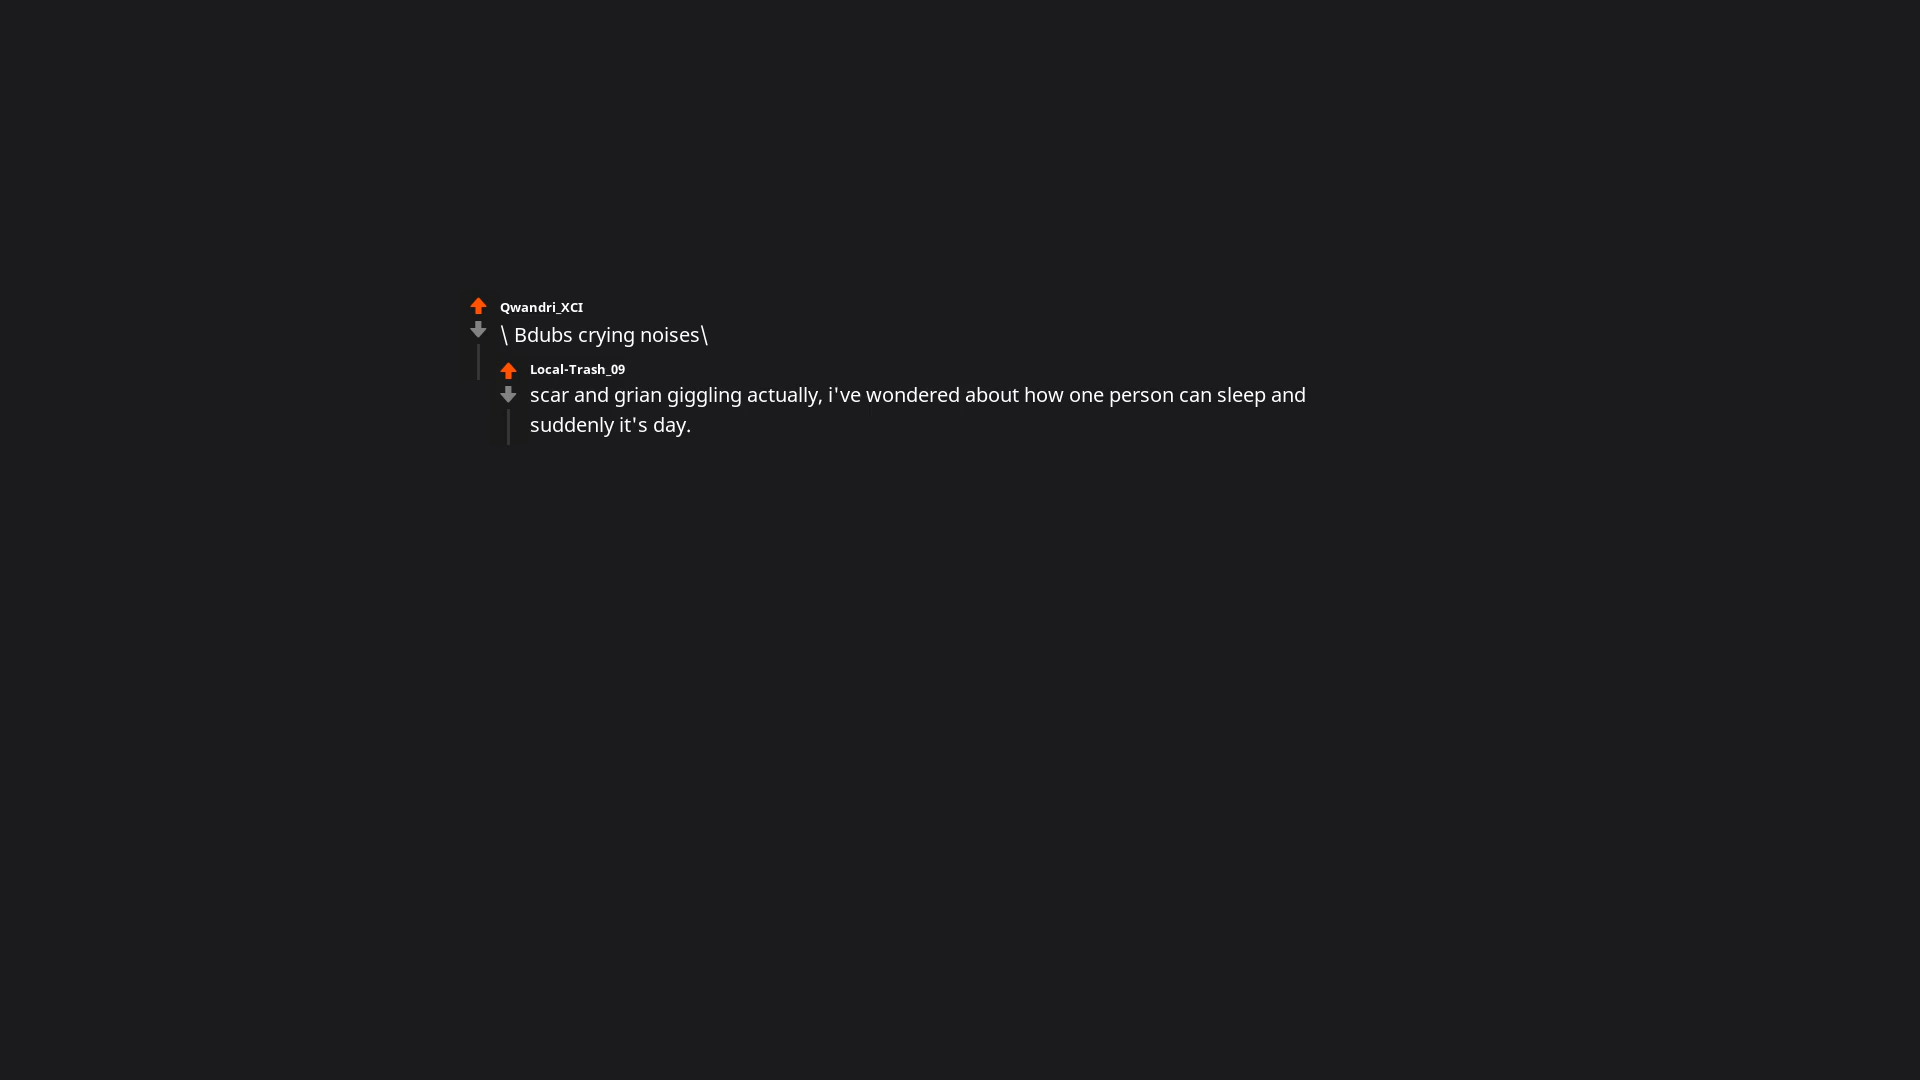 Qwandri_XCI
\ Bdubs crying noises\
Local-Trash_09
scar and grian giggling actually, i've wondered about how one person can sleep and
suddenly it's day.